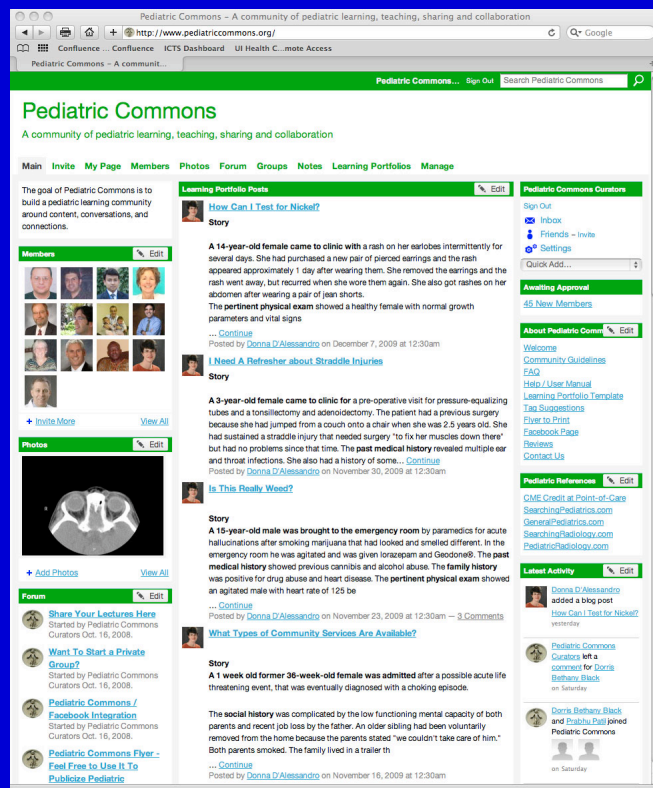 Pediatric Commons – A community of pediatric learning, teaching, sharing and collaboration
http://www.pediatriccommons.org/
Google
Confluence ... Confluence ICTS Dashboard UI Health C...mote Access
Pediatric Commons – A communit...
Pediatric Commons... Sign Out Search Pediatric Commons
Pediatric Commons
A community of pediatric learning, teaching, sharing and collaboration
Main Invite My Page Members Photos Forum Groups Notes Learning Portfolios Manage
The goal of Pediatric Commons is to
build a pediatric learning community
around content, conversations, and
connections.
Members Edit
+ Invite More View All
Photos Edit
+ Add Photos View All
Forum Edit
Share Your Lectures Here
Started by Pediatric Commons
Curators Oct. 16, 2008.
Want To Start a Private
Group?
Started by Pediatric Commons
Curators Oct. 16, 2008.
Pediatric Commons /
Facebook Integration
Started by Pediatric Commons
Curators Oct. 16, 2008.
Pediatric Commons Flyer -
Feel Free to Use It To
Publicize Pediatric
Learning Portfolio Posts Edit
How Can I Test for Nickel?
Story
A 14-year-old female came to clinic with a rash on her earlobes intermittently for
several days. She had purchased a new pair of pierced earrings and the rash
appeared approximately 1 day after wearing them. She removed the earrings and the
rash went away, but recurred when she wore them again. She also got rashes on her
abdomen after wearing a pair of jean shorts.
The pertinent physical exam showed a healthy female with normal growth
parameters and vital signs
... Continue
Posted by Donna D'Alessandro on December 7, 2009 at 12:30am
I Need A Refresher about Straddle Injuries
Story
A 3-year-old female came to clinic for a pre-operative visit for pressure-equalizing
tubes and a tonsillectomy and adenoidectomy. The patient had a previous surgery
because she had jumped from a couch onto a chair when she was 2.5 years old. She
had sustained a straddle injury that needed surgery "to fix her muscles down there"
but had no problems since that time. The past medical history revealed multiple ear
and throat infections. She also had a history of some... Continue
Posted by Donna D'Alessandro on November 30, 2009 at 12:30am
Is This Really Weed?
Story
A 15-year-old male was brought to the emergency room by paramedics for acute
hallucinations after smoking marijuana that had looked and smelled different. In the
emergency room he was agitated and was given lorazepam and Geodone®. The past
medical history showed previous cannibis and alcohol abuse. The family history
was positive for drug abuse and heart disease. The pertinent physical exam showed
an agitated male with heart rate of 125 be
... Continue
Posted by Donna D'Alessandro on November 23, 2009 at 12:30am — 3 Comments
What Types of Community Services Are Available?
Story
A 1 week old former 36-week-old female was admitted after a possible acute life
threatening event, that was eventually diagnosed with a choking episode.
The social history was complicated by the low functioning mental capacity of both
parents and recent job loss by the father. An older sibling had been voluntarily
removed from the home because the parents stated "we couldn't take care of him."
Both parents smoked. The family lived in a trailer th
... Continue
Posted by Donna D'Alessandro on November 16, 2009 at 12:30am
Pediatric Commons Curators
Sign Out
Inbox
Friends – Invite
Settings
Quick Add...
Awaiting Approval
45 New Members
About Pediatric Comm Edit
Welcome
Community Guidelines
FAQ
Help / User Manual
Learning Portfolio Template
Tag Suggestions
Flyer to Print
Facebook Page
Reviews
Contact Us
Pediatric References Edit
CME Credit at Point-of-Care
SearchingPediatrics.com
GeneralPediatrics.com
SearchingRadiology.com
PediatricRadiology.com
Latest Activity Edit
Donna D'Alessandro
added a blog post
How Can I Test for Nickel?
yesterday
Pediatric Commons
Curators left a
comment for Dorris
Bethany Black
on Saturday
Dorris Bethany Black
and Prabhu Patil joined
Pediatric Commons
on Saturday